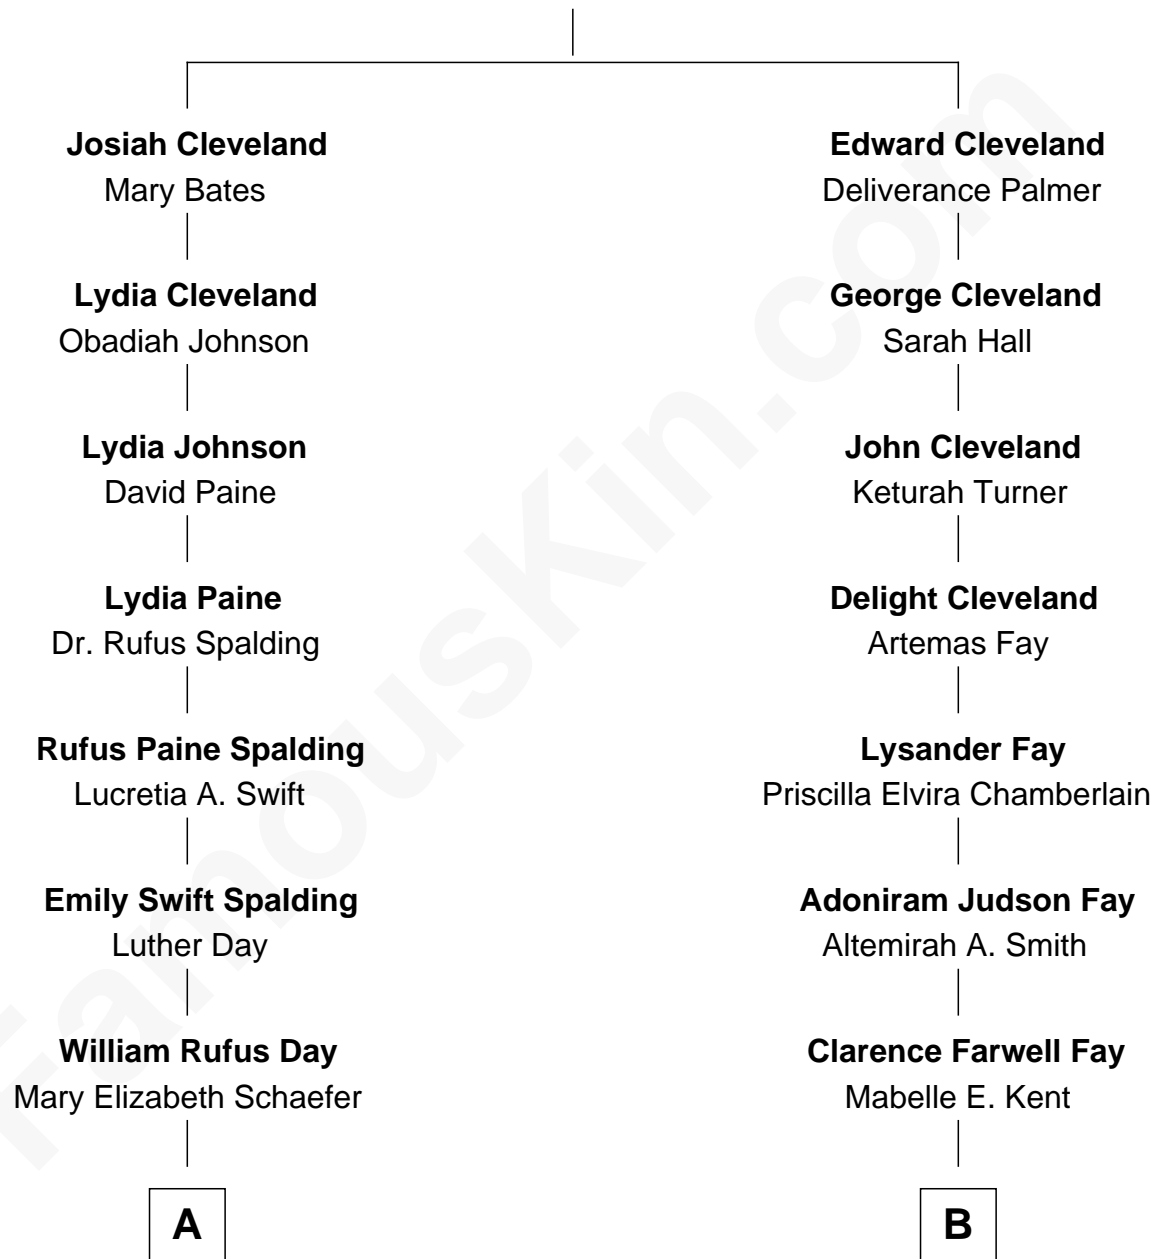 Josiah Cleveland
Mary Bates
Lydia Cleveland
Obadiah Johnson
Lydia Johnson
David Paine
Lydia Paine
Dr. Rufus Spalding
Rufus Paine Spalding
Lucretia A. Swift
Emily Swift Spalding
Luther Day
William Rufus Day
Mary Elizabeth Schaefer
A
Edward Cleveland
Deliverance Palmer
George Cleveland
Sarah Hall
John Cleveland
Keturah Turner
Delight Cleveland
Artemas Fay
Lysander Fay
Priscilla Elvira Chamberlain
Adoniram Judson Fay
Altemirah A. Smith
Clarence Farwell Fay
Mabelle E. Kent
B
FamousKin.com